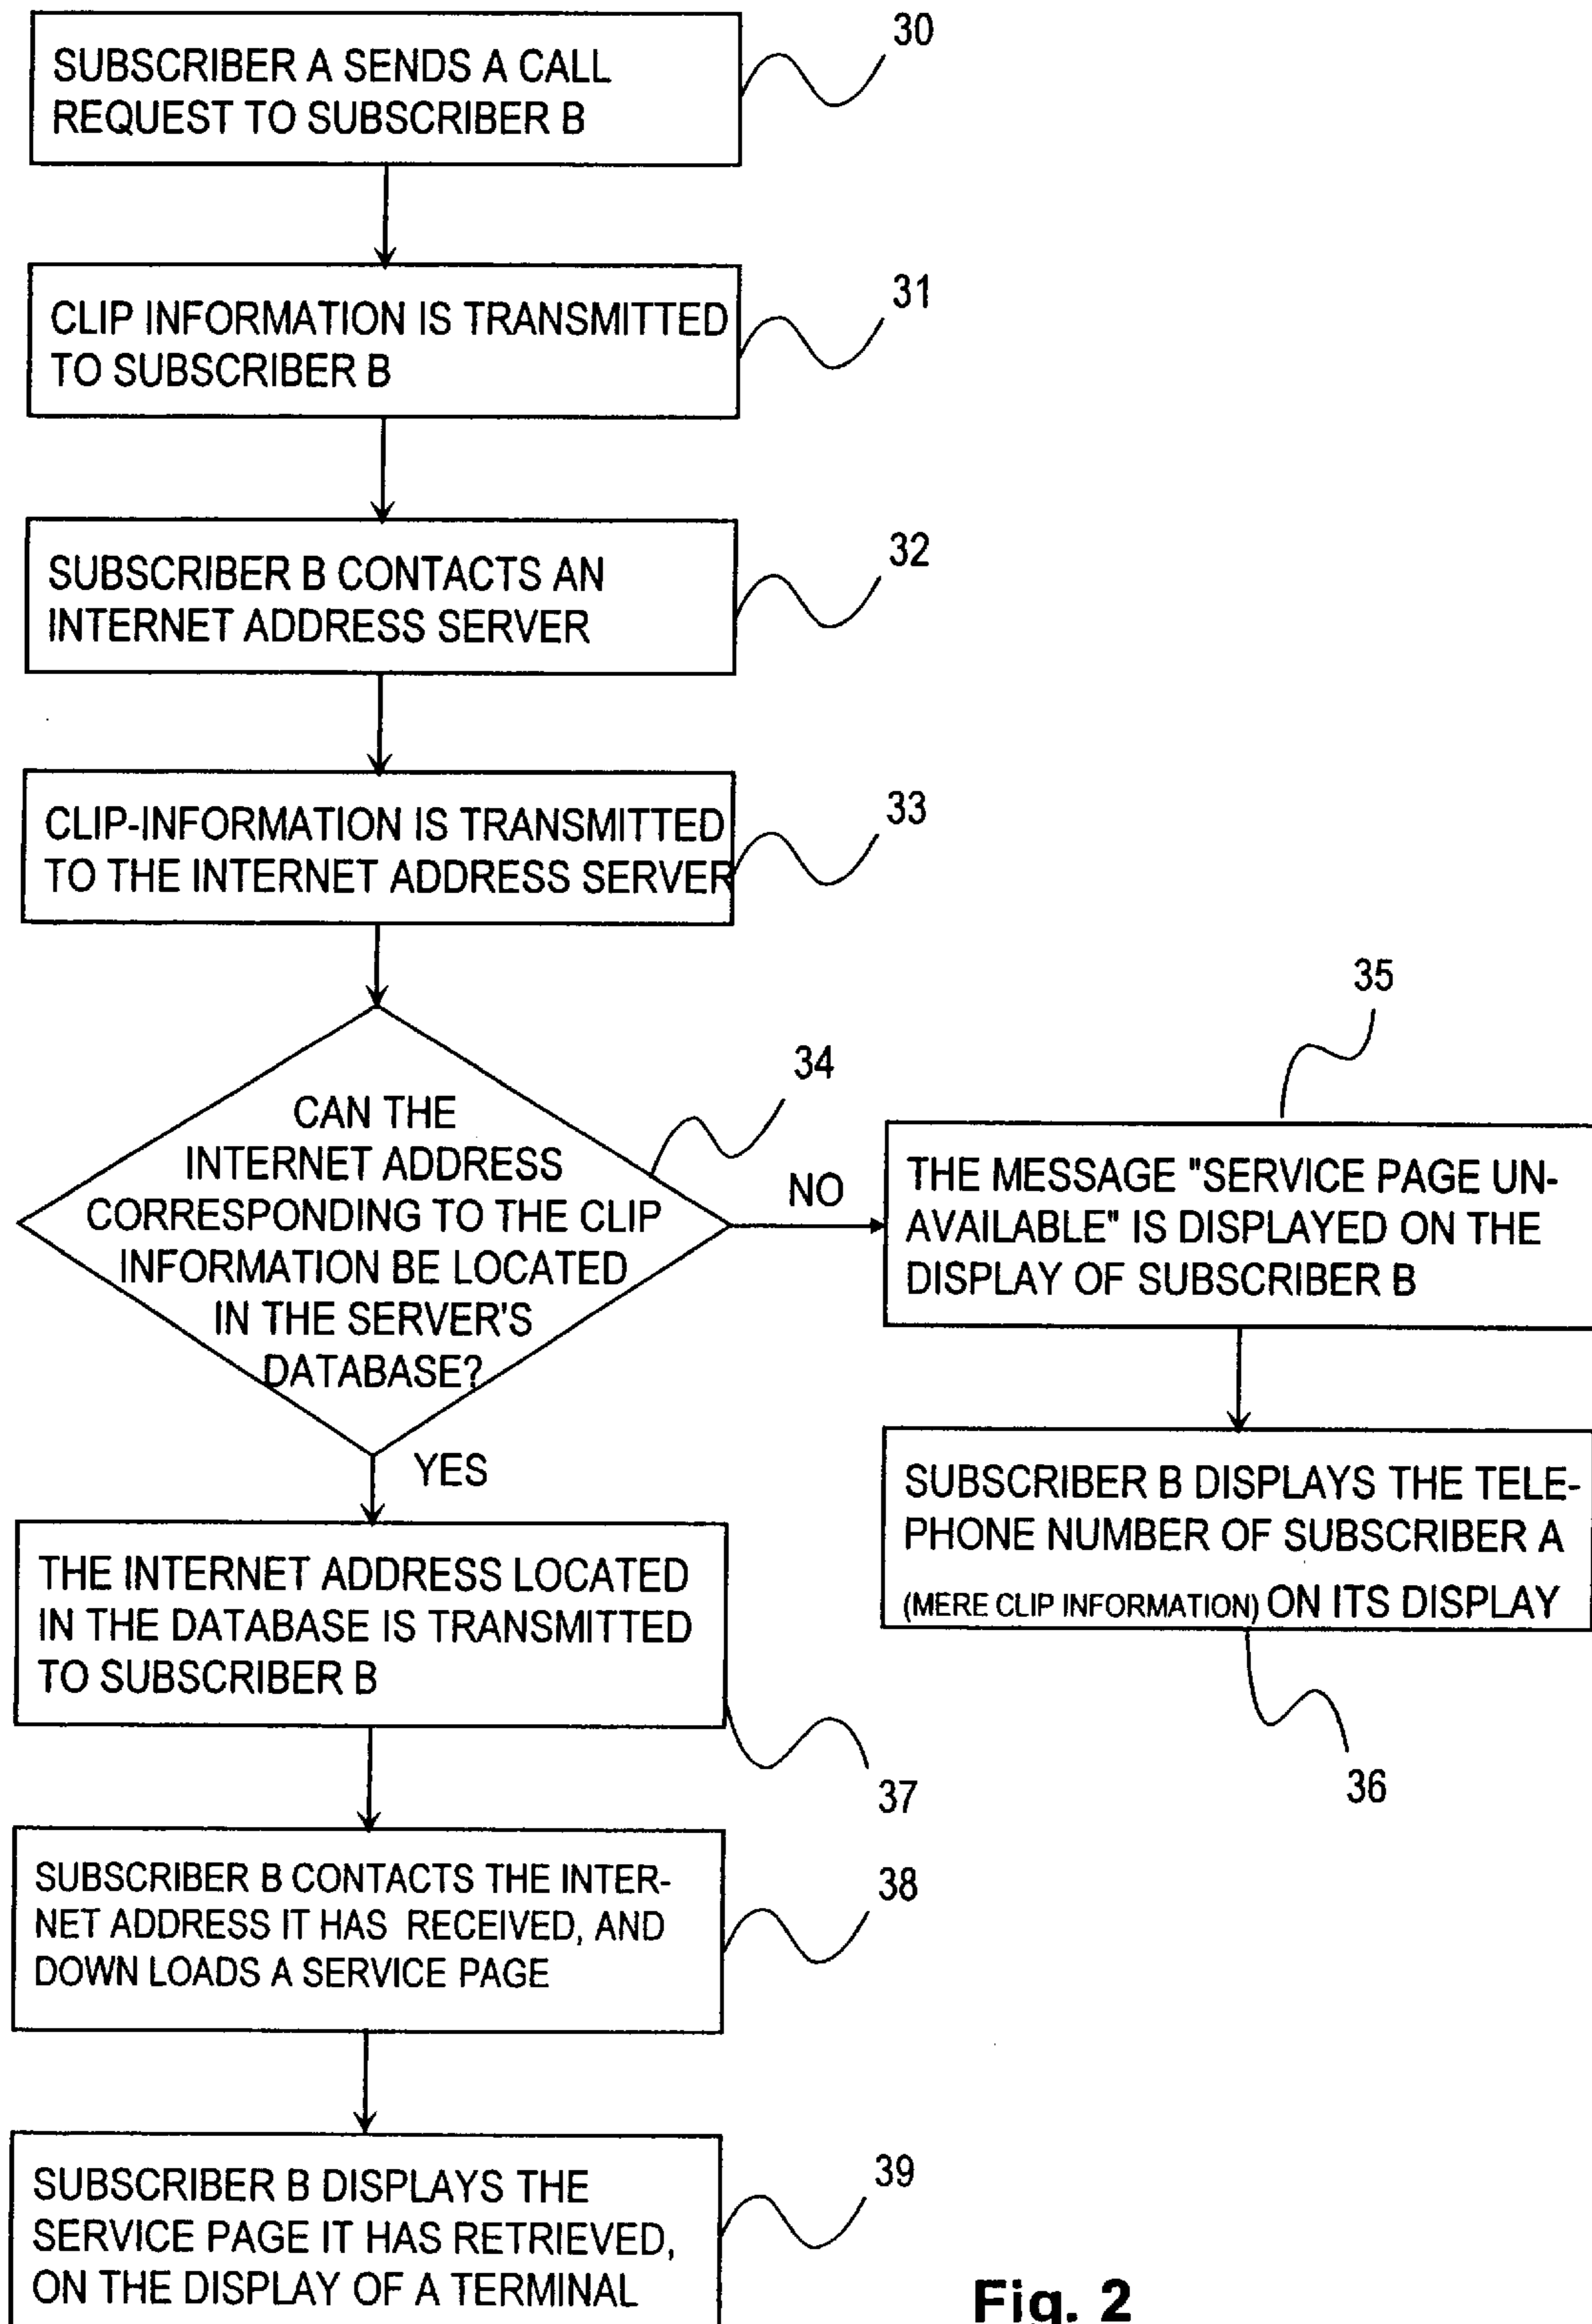 30
SUBSCRIBER A SENDS A CALL
REQUEST TO SUBSCRIBER B
31
CLIP INFORMATION IS TRANSMITTED
TO SUBSCRIBER B
32
SUBSCRIBER B CONTACTS AN
INTERNET ADDRESS SERVER
33
CLIP-INFORMATION IS TRANSMITTED
TO THE INTERNET ADDRESS SERVER
34
CAN THE
INTERNET ADDRESS
CORRESPONDING TO THE CLIP
INFORMATION BE LOCATED
IN THE SERVER'S
DATABASE?
NO
35
THE MESSAGE "SERVICE PAGE UN-
AVAILABLE" IS DISPLAYED ON THE
DISPLAY OF SUBSCRIBER B
SUBSCRIBER B DISPLAYS THE TELE-
PHONE NUMBER OF SUBSCRIBER A
(MERE CLIP INFORMATION) ON ITS DISPLAY
36
YES
THE INTERNET ADDRESS LOCATED
IN THE DATABASE IS TRANSMITTED
TO SUBSCRIBER B
37
SUBSCRIBER B CONTACTS THE INTER-
NET ADDRESS IT HAS RECEIVED, AND
DOWN LOADS A SERVICE PAGE
38
SUBSCRIBER B DISPLAYS THE
SERVICE PAGE IT HAS RETRIEVED,
ON THE DISPLAY OF A TERMINAL
39
Fig. 2